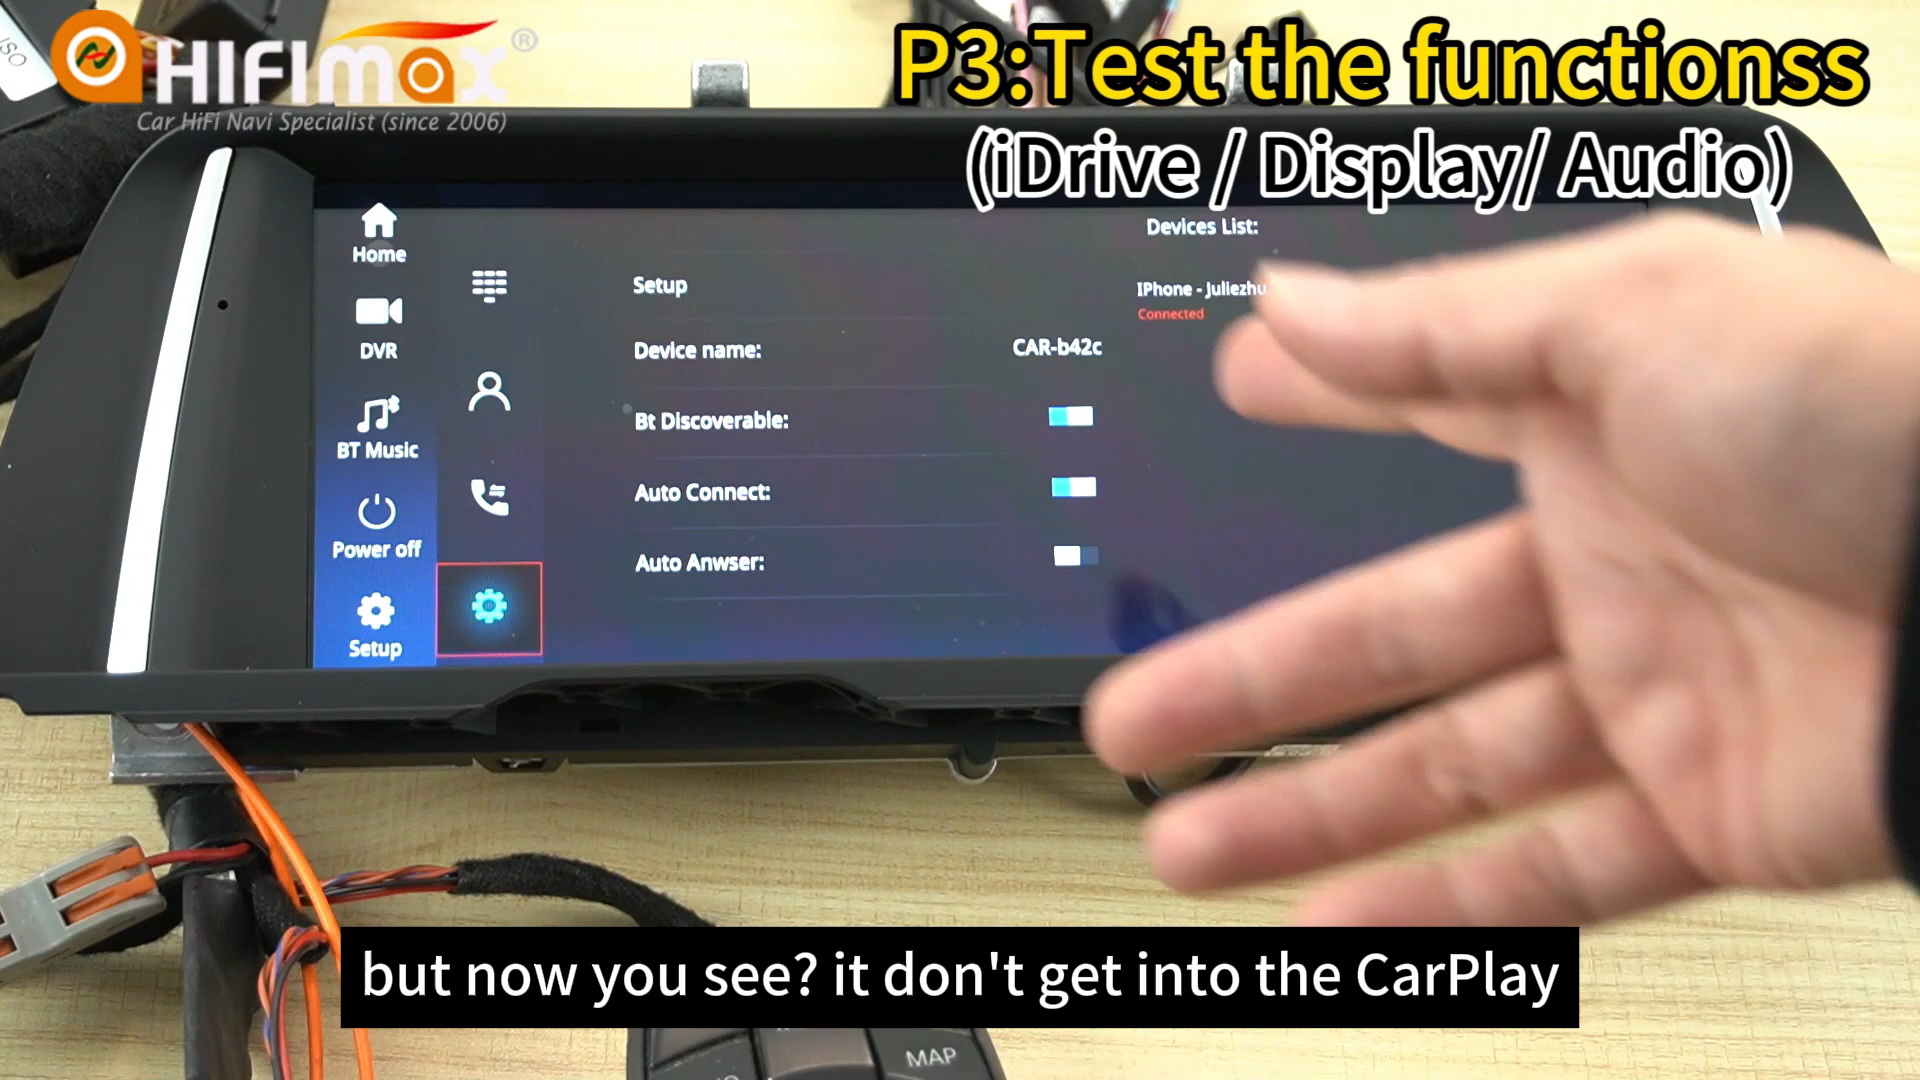 ISO
HIFIMAX®
Car HiFi Navi Specialist (since 2006)
P3:Test the functionss
(iDrive / Display/ Audio)
Home
DVR
BT Music
Power off
Setup
Setup
Device name:
CAR-b42c
Bt Discoverable:
Auto Connect:
Auto Anwser:
Devices List:
IPhone - Juliezhu
Connected
but now you see? it don't get into the CarPlay
MAP